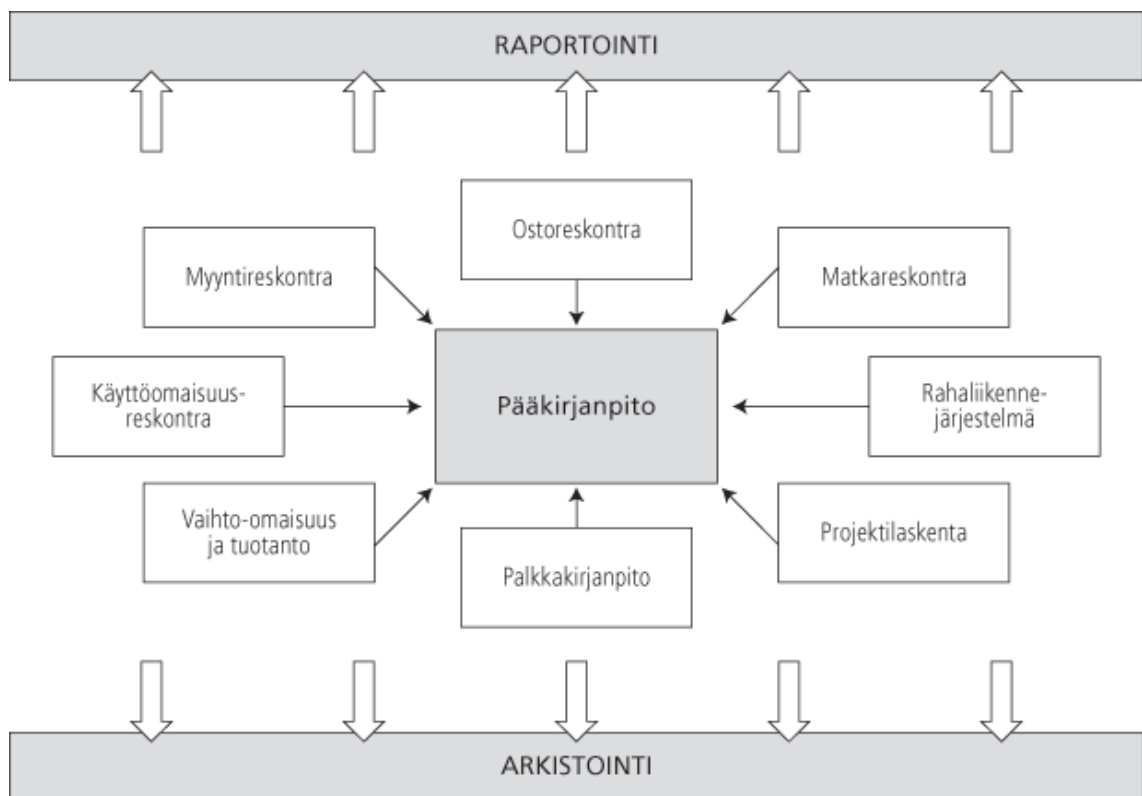 RAPORTOINTI
Ostoreskontra
Myyntireskontra
Matkareskontra
Käyttöomaisuus-
reskontra
Pääkirjanpito
Rahaliikenne-
järjestelmä
Vaihto-omaisuus
ja tuotanto
Palkkakirjanpito
Projektilaskenta
ARKISTOINTI